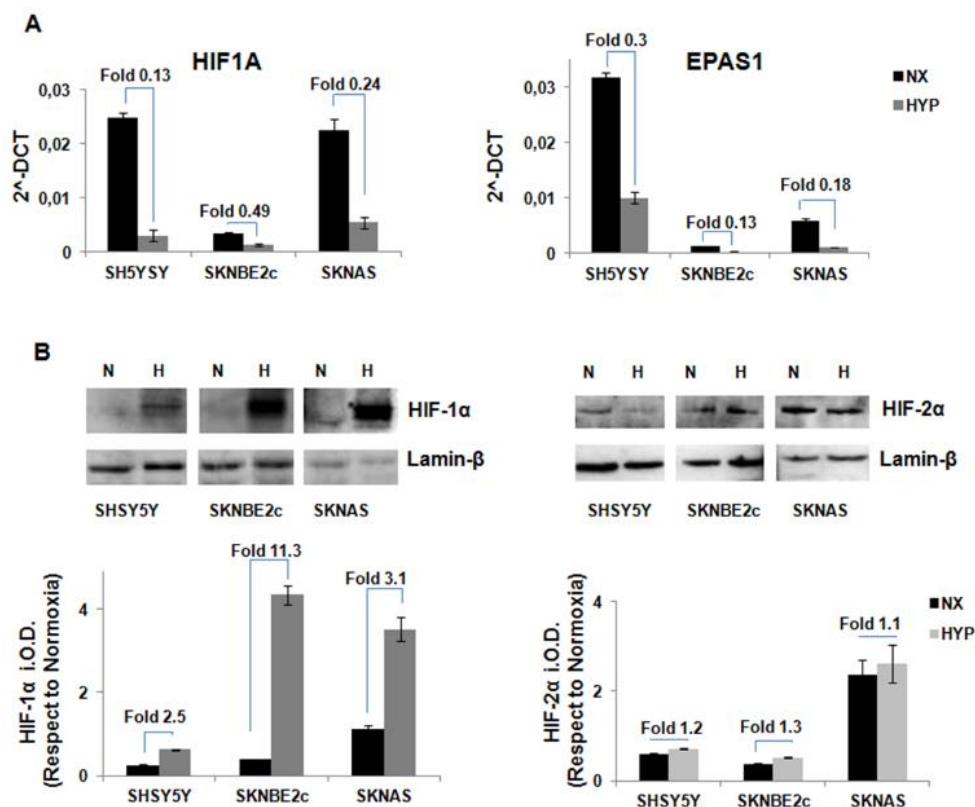 A
HIF1A
Fold 0.13
Fold 0.24
Fold 0.49
0,03
0,02
0,01
0
2^-DCT
SH5YSY SKNBE2c SKNAS
EPAS1
Fold 0.3
Fold 0.18
Fold 0.13
0,03
0,02
0,01
0
2^-DCT
SH5YSY SKNBE2c SKNAS
NX
HYP
B
N H N H N H
HIF-1α
Lamin-β
SHSY5Y SKNBE2c SKNAS
N H N H N H
HIF-2α
Lamin-β
SHSY5Y SKNBE2c SKNAS
Fold 11.3
Fold 3.1
Fold 2.5
4
2
0
HIF-1α i.O.D.
(Respect to Normoxia)
SHSY5Y SKNBE2c SKNAS
Fold 1.1
Fold 1.2
Fold 1.3
4
2
0
HIF-2α i.O.D.
(Respect to Normoxia)
SHSY5Y SKNBE2c SKNAS
NX
HYP